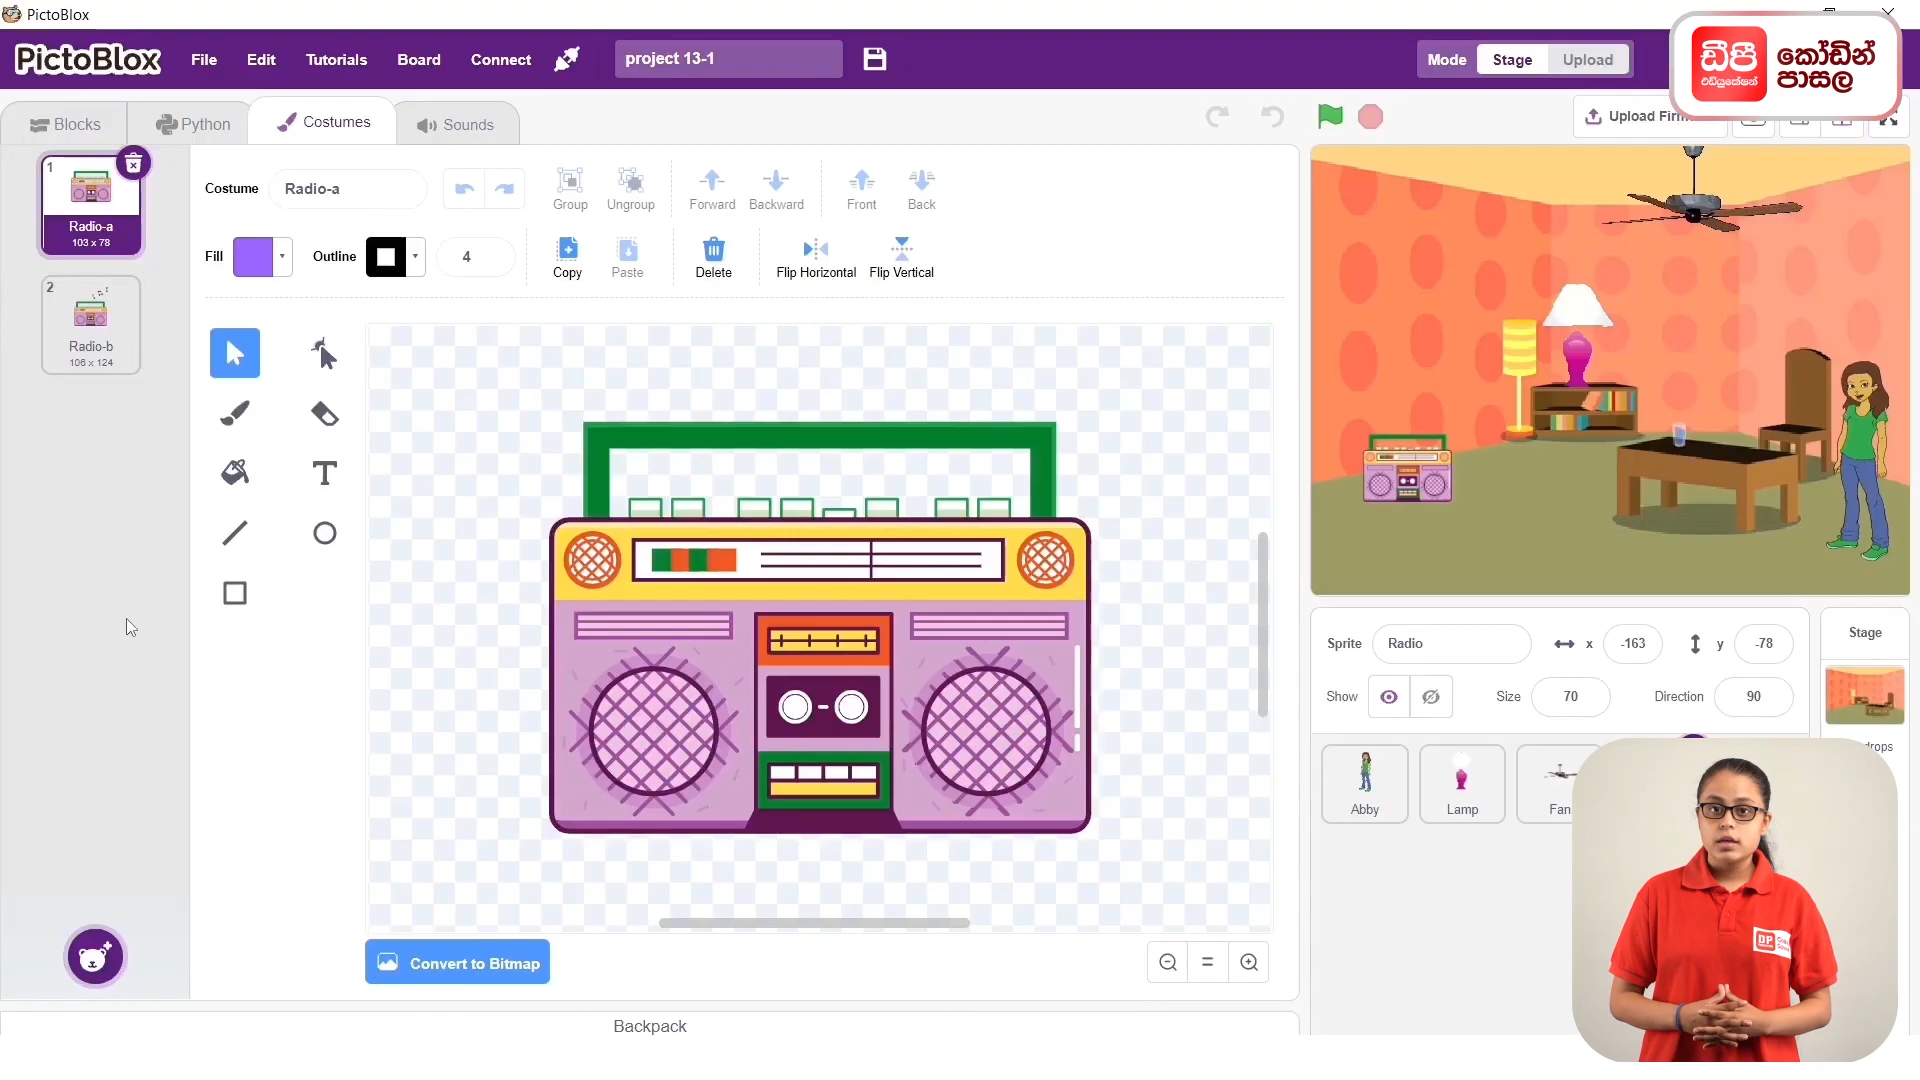 PictoBlox
PictoBlox
File
Edit
Tutorials
Board
Connect
project 13-1
Mode
Stage
Upload
ඩීපී
එඩියුකේෂන්
කෝඩින්
පාසල
Blocks
Python
Costumes
Sounds
1
Radio-a
103 x 78
2
Radio-b
106 x 124
Costume
Radio-a
Group
Ungroup
Forward
Backward
Front
Back
Fill
Outline
4
Copy
Paste
Delete
Flip Horizontal
Flip Vertical
Convert to Bitmap
Backpack
Sprite
Radio
x
-163
y
-78
Show
Size
70
Direction
90
Stage
Abby
Lamp
Fan
DP